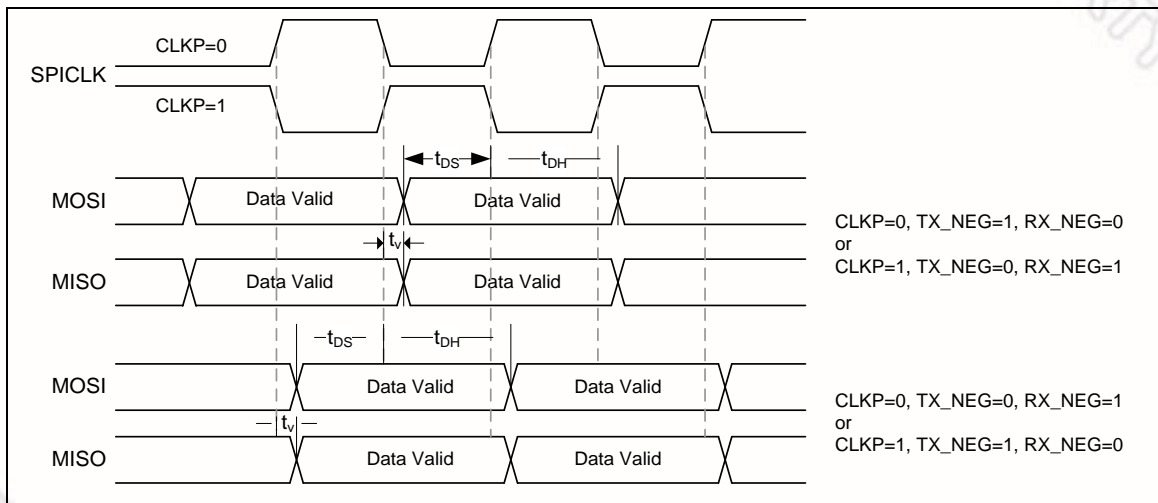 CLKP=0
SPICLK
CLKP=1
tDS
tDH
MOSI
Data Valid
Data Valid
tv
MISO
Data Valid
Data Valid
CLKP=0, TX_NEG=1, RX_NEG=0
or
CLKP=1, TX_NEG=0, RX_NEG=1
tDS
tDH
MOSI
Data Valid
Data Valid
tv
MISO
Data Valid
Data Valid
CLKP=0, TX_NEG=0, RX_NEG=1
or
CLKP=1, TX_NEG=1, RX_NEG=0